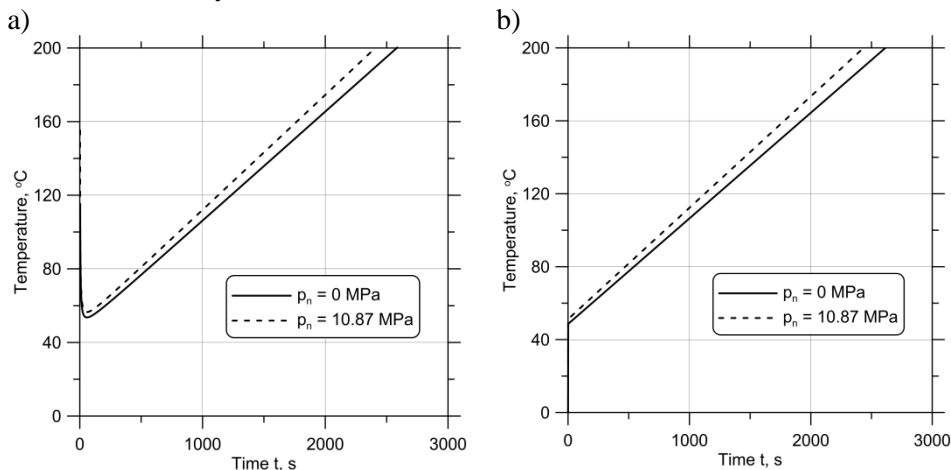 a)
b)
200
160
120
80
40
0
Temperature, °C
0
1000
2000
3000
Time t, s
pn = 0 MPa
pn = 10.87 MPa
200
160
120
80
40
0
Temperature, °C
0
1000
2000
3000
Time t, s
pn = 0 MPa
pn = 10.87 MPa